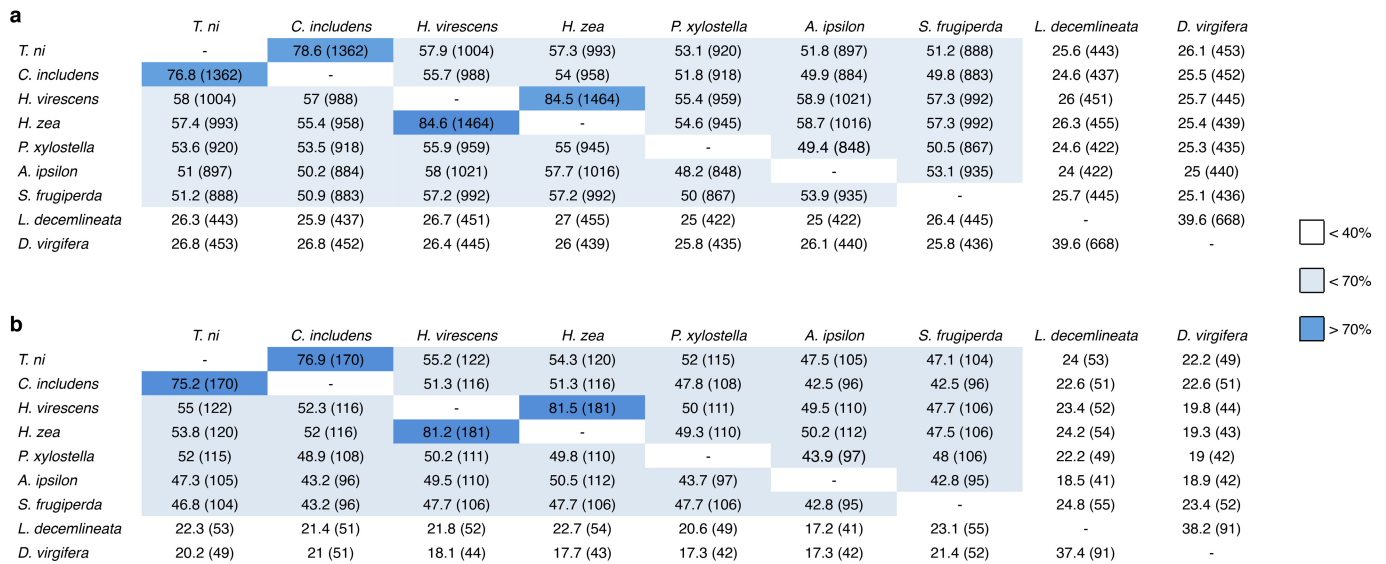 a
T. ni C. includens H. virescens H. zea P. xylostella A. ipsilon S. frugiperda L. decemlineata D. virgifera
T. ni - 78.6 (1362) 57.9 (1004) 57.3 (993) 53.1 (920) 51.8 (897) 51.2 (888) 25.6 (443) 26.1 (453)
C. includens 76.8 (1362) - 55.7 (988) 54 (958) 51.8 (918) 49.9 (884) 49.8 (883) 24.6 (437) 25.5 (452)
H. virescens 58 (1004) 57 (988) - 84.5 (1464) 55.4 (959) 58.9 (1021) 57.3 (992) 26 (451) 25.7 (445)
H. zea 57.4 (993) 55.4 (958) 84.6 (1464) - 54.6 (945) 58.7 (1016) 57.3 (992) 26.3 (455) 25.4 (439)
P. xylostella 53.6 (920) 53.5 (918) 55.9 (959) 55 (945) - 49.4 (848) 50.5 (867) 24.6 (422) 25.3 (435)
A. ipsilon 51 (897) 50.2 (884) 58 (1021) 57.7 (1016) 48.2 (848) - 53.1 (935) 24 (422) 25 (440)
S. frugiperda 51.2 (888) 50.9 (883) 57.2 (992) 57.2 (992) 50 (867) 53.9 (935) - 25.7 (445) 25.1 (436)
L. decemlineata 26.3 (443) 25.9 (437) 26.7 (451) 27 (455) 25 (422) 25 (422) 26.4 (445) - 39.6 (668)
D. virgifera 26.8 (453) 26.8 (452) 26.4 (445) 26 (439) 25.8 (435) 26.1 (440) 25.8 (436) 39.6 (668) -
< 40%
< 70%
> 70%
b
T. ni C. includens H. virescens H. zea P. xylostella A. ipsilon S. frugiperda L. decemlineata D. virgifera
T. ni - 76.9 (170) 55.2 (122) 54.3 (120) 52 (115) 47.5 (105) 47.1 (104) 24 (53) 22.2 (49)
C. includens 75.2 (170) - 51.3 (116) 51.3 (116) 47.8 (108) 42.5 (96) 42.5 (96) 22.6 (51) 22.6 (51)
H. virescens 55 (122) 52.3 (116) - 81.5 (181) 50 (111) 49.5 (110) 47.7 (106) 23.4 (52) 19.8 (44)
H. zea 53.8 (120) 52 (116) 81.2 (181) - 49.3 (110) 50.2 (112) 47.5 (106) 24.2 (54) 19.3 (43)
P. xylostella 52 (115) 48.9 (108) 50.2 (111) 49.8 (110) - 43.9 (97) 48 (106) 22.2 (49) 19 (42)
A. ipsilon 47.3 (105) 43.2 (96) 49.5 (110) 50.5 (112) 43.7 (97) - 42.8 (95) 18.5 (41) 18.9 (42)
S. frugiperda 46.8 (104) 43.2 (96) 47.7 (106) 47.7 (106) 47.7 (106) 42.8 (95) - 24.8 (55) 23.4 (52)
L. decemlineata 22.3 (53) 21.4 (51) 21.8 (52) 22.7 (54) 20.6 (49) 17.2 (41) 23.1 (55) - 38.2 (91)
D. virgifera 20.2 (49) 21 (51) 18.1 (44) 17.7 (43) 17.3 (42) 17.3 (42) 21.4 (52) 37.4 (91) -